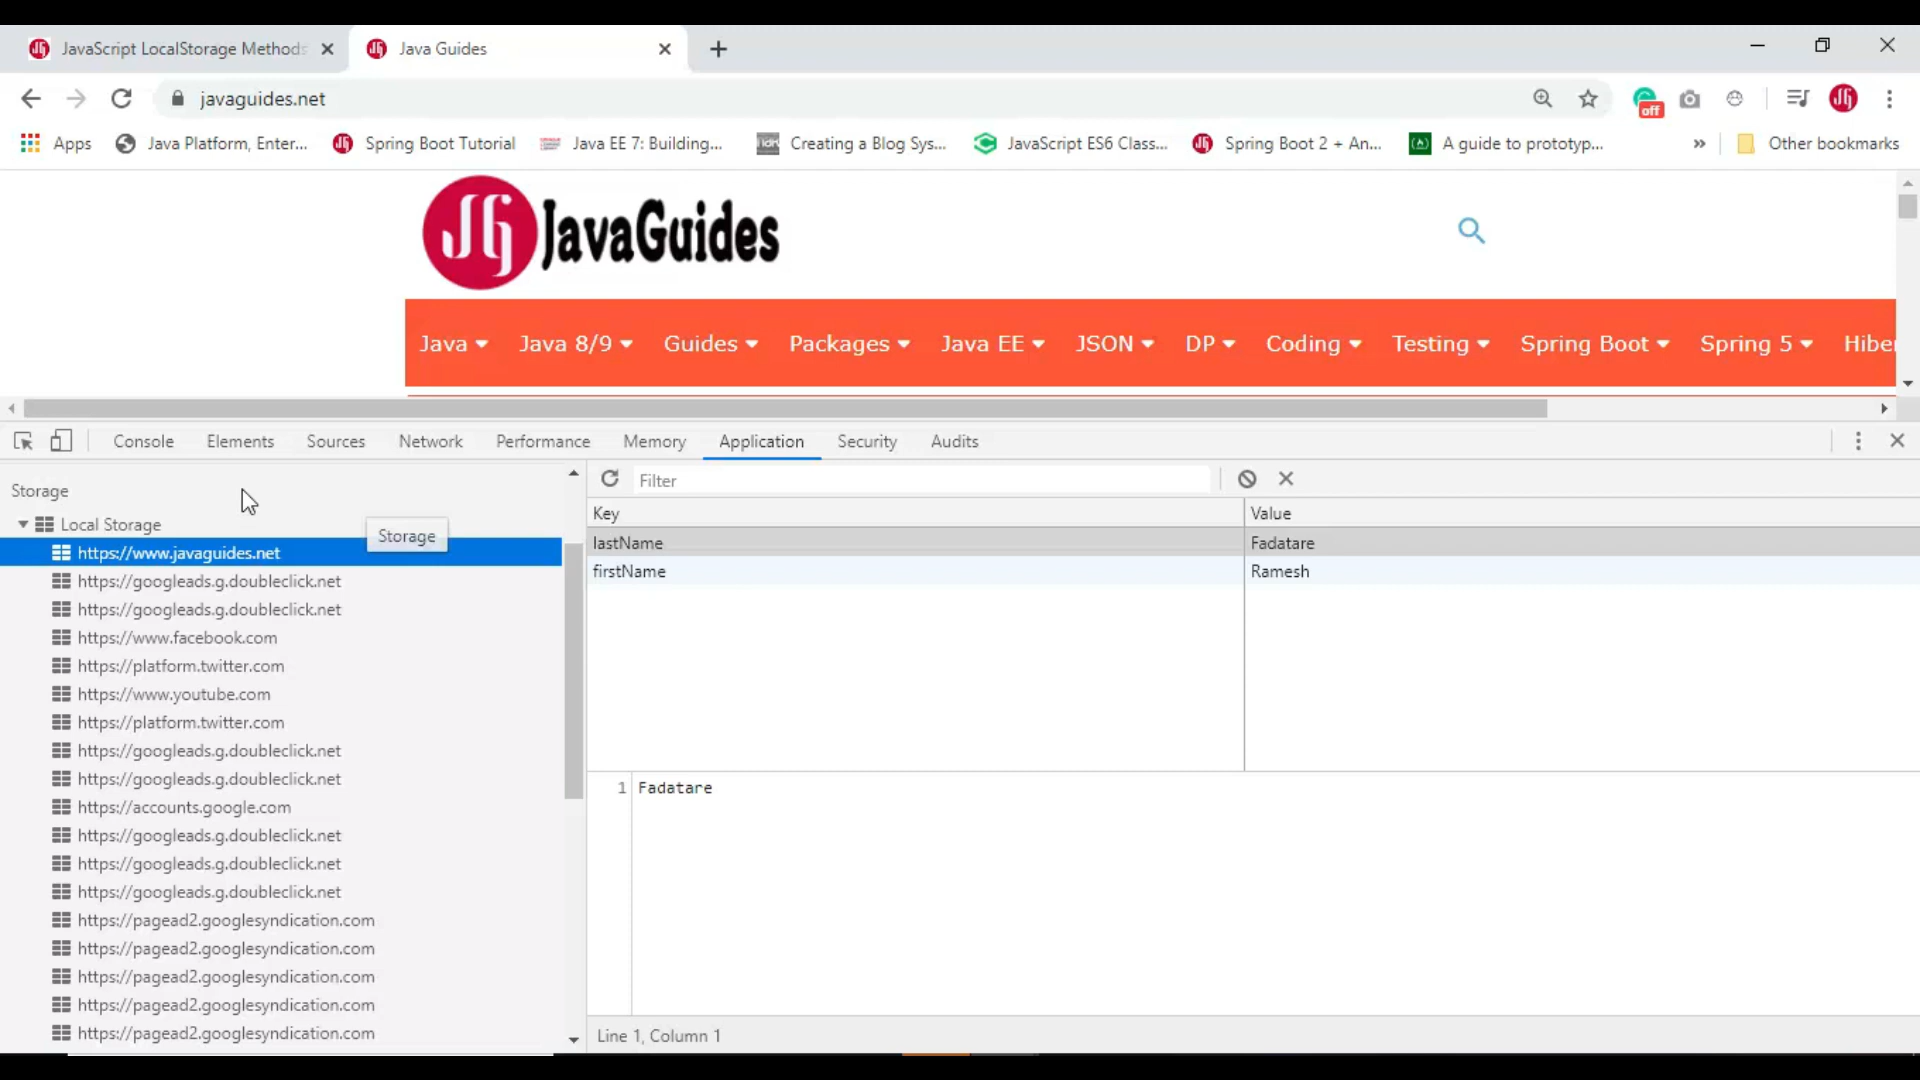 JavaScript LocalStorage Methods
Java Guides
javaguides.net
off
Apps
Java Platform, Enter...
Spring Boot Tutorial
Java EE 7: Building...
Creating a Blog Sys...
JavaScript ES6 Class...
Spring Boot 2 + An...
A guide to prototyp...
»
Other bookmarks
JG JavaGuides
Java
Java 8/9
Guides
Packages
Java EE
JSON
DP
Coding
Testing
Spring Boot
Spring 5
Hiber
Console
Elements
Sources
Network
Performance
Memory
Application
Security
Audits
Storage
Local Storage
Storage
https://www.javaguides.net
https://googleads.g.doubleclick.net
https://googleads.g.doubleclick.net
https://www.facebook.com
https://platform.twitter.com
https://www.youtube.com
https://platform.twitter.com
https://googleads.g.doubleclick.net
https://googleads.g.doubleclick.net
https://accounts.google.com
https://googleads.g.doubleclick.net
https://googleads.g.doubleclick.net
https://googleads.g.doubleclick.net
https://pagead2.googlesyndication.com
https://pagead2.googlesyndication.com
https://pagead2.googlesyndication.com
https://pagead2.googlesyndication.com
https://pagead2.googlesyndication.com
Filter
Key Value
lastName Fadatare
firstName Ramesh
1 Fadatare
Line 1, Column 1